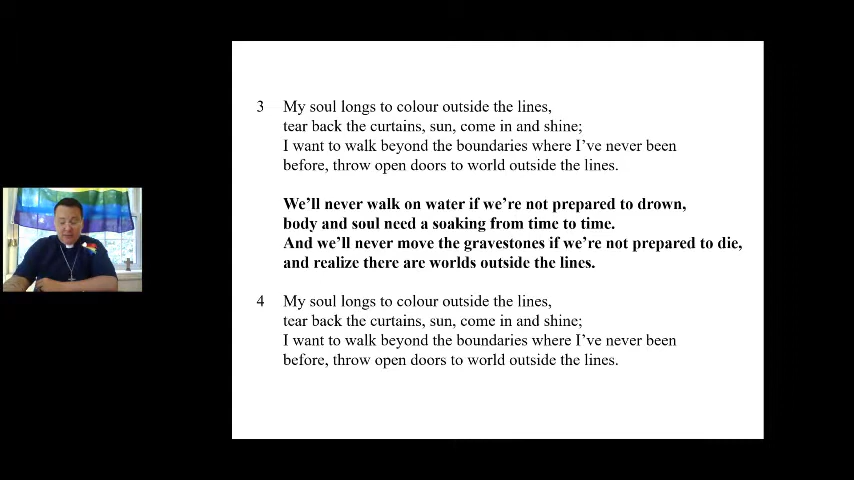 3 My soul longs to colour outside the lines,
tear back the curtains, sun, come in and shine;
I want to walk beyond the boundaries where I've never been
before, throw open doors to world outside the lines.
We'll never walk on water if we're not prepared to drown,
body and soul need a soaking from time to time.
And we'll never move the gravestones if we're not prepared to die,
and realize there are worlds outside the lines.
4 My soul longs to colour outside the lines,
tear back the curtains, sun, come in and shine;
I want to walk beyond the boundaries where I've never been
before, throw open doors to world outside the lines.